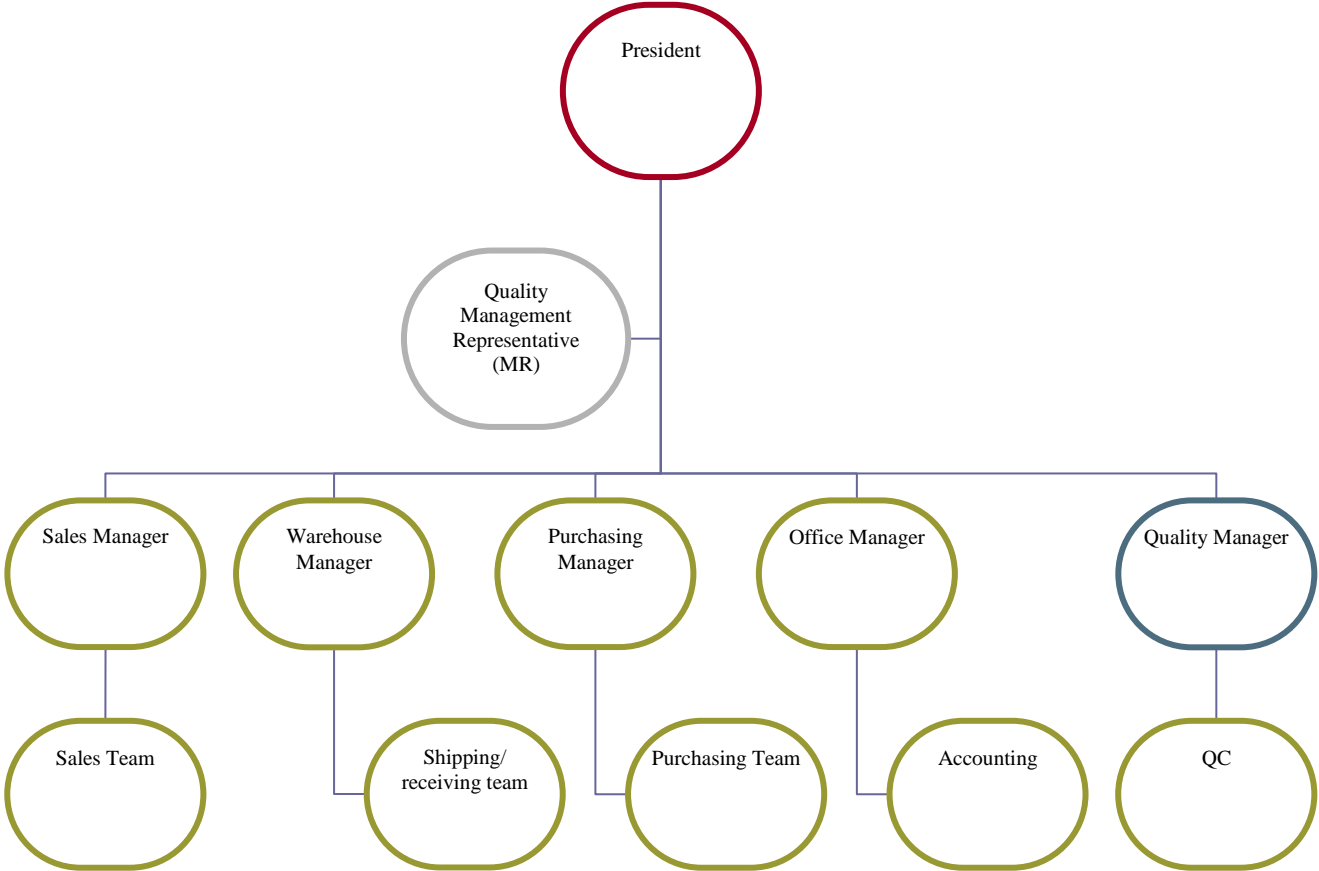 President
Quality
Management
Representative
(MR)
Sales Manager
Warehouse
Manager
Purchasing
Manager
Office Manager
Quality Manager
Sales Team
Shipping/
receiving team
Purchasing Team
Accounting
QC